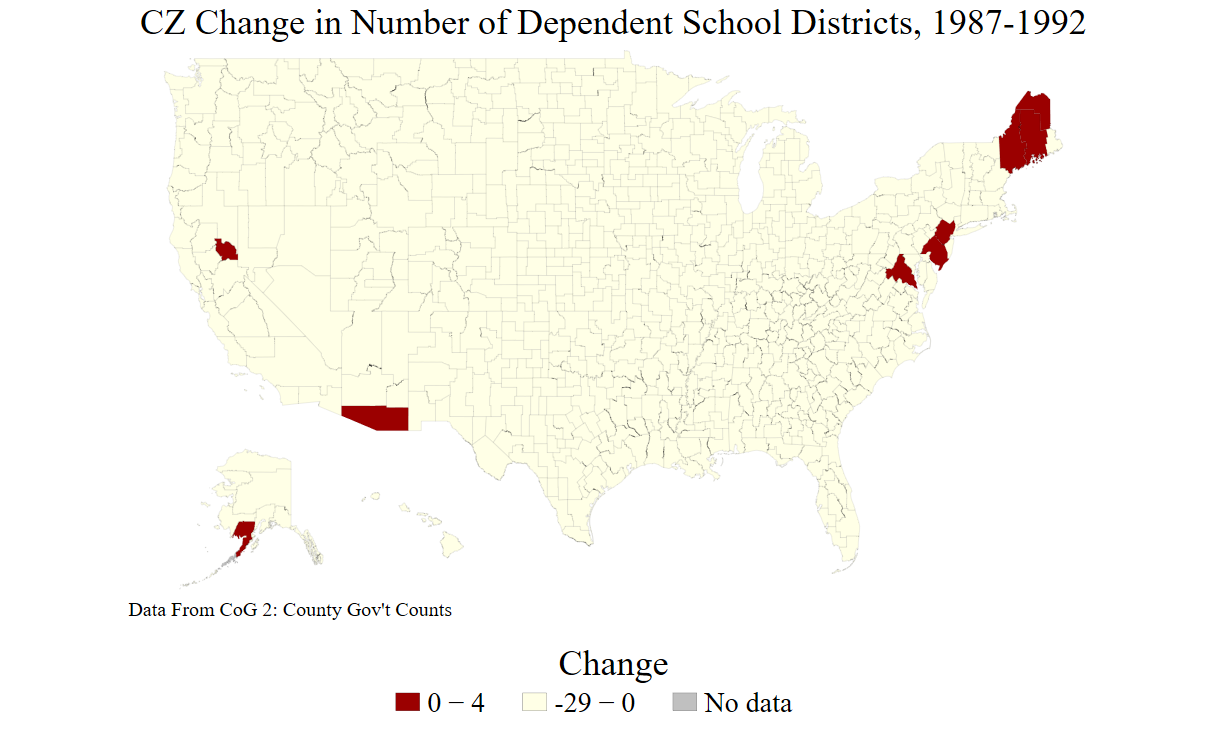 CZ Change in Number of Dependent School Districts, 1987-1992
Data From CoG 2: County Gov't Counts
Change
0 − 4 -29 − 0 No data